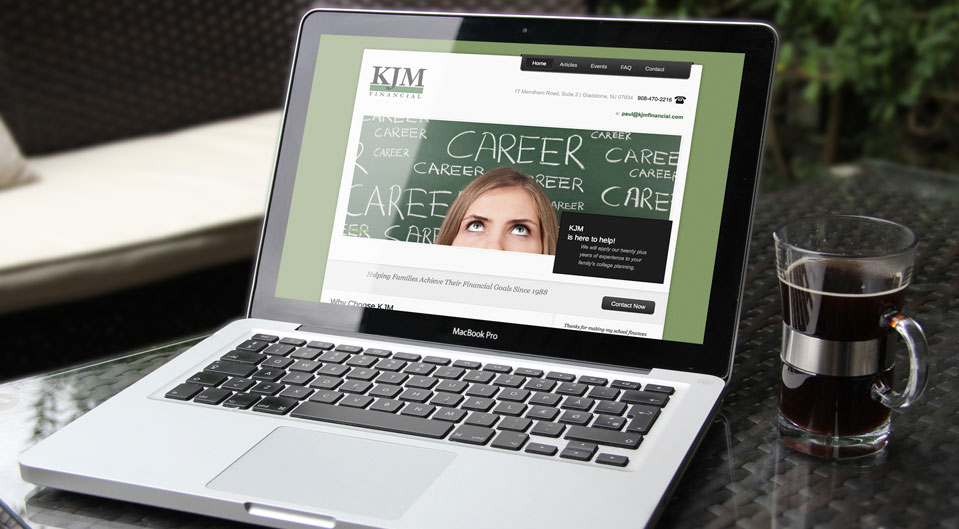 Home Articles Events FAQ Contact
KJM
FINANCIAL
17 Mendham Road, Suite 2 | Gladstone, NJ 07934 908-470-2216
paul@kjmfinancial.com
CAREER
CAREER
CAREER
CAREER
CAREER
CAREER
CAREER
CAREER
CAREER
CAREER
KJM
is here to help!
We will apply our twenty plus
years of experience to your
family's college planning.
Helping Families Achieve Their Financial Goals Since 1988
Contact Now
Why Choose KJM
Thanks for making my school finances
MacBook Pro